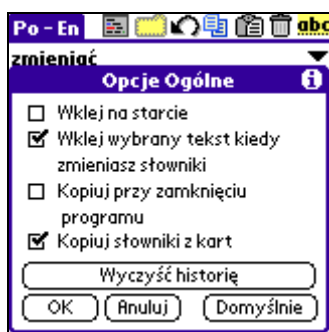 Po - En abc
zmieniać
Opcje Ogólne i
Wklej na starcie
Wklej wybrany tekst kiedy
zmieniasz słowniki
Kopiuj przy zamknięciu
programu
Kopiuj słowniki z kart
Wyczyść historię
OK Anuluj Domyślnie